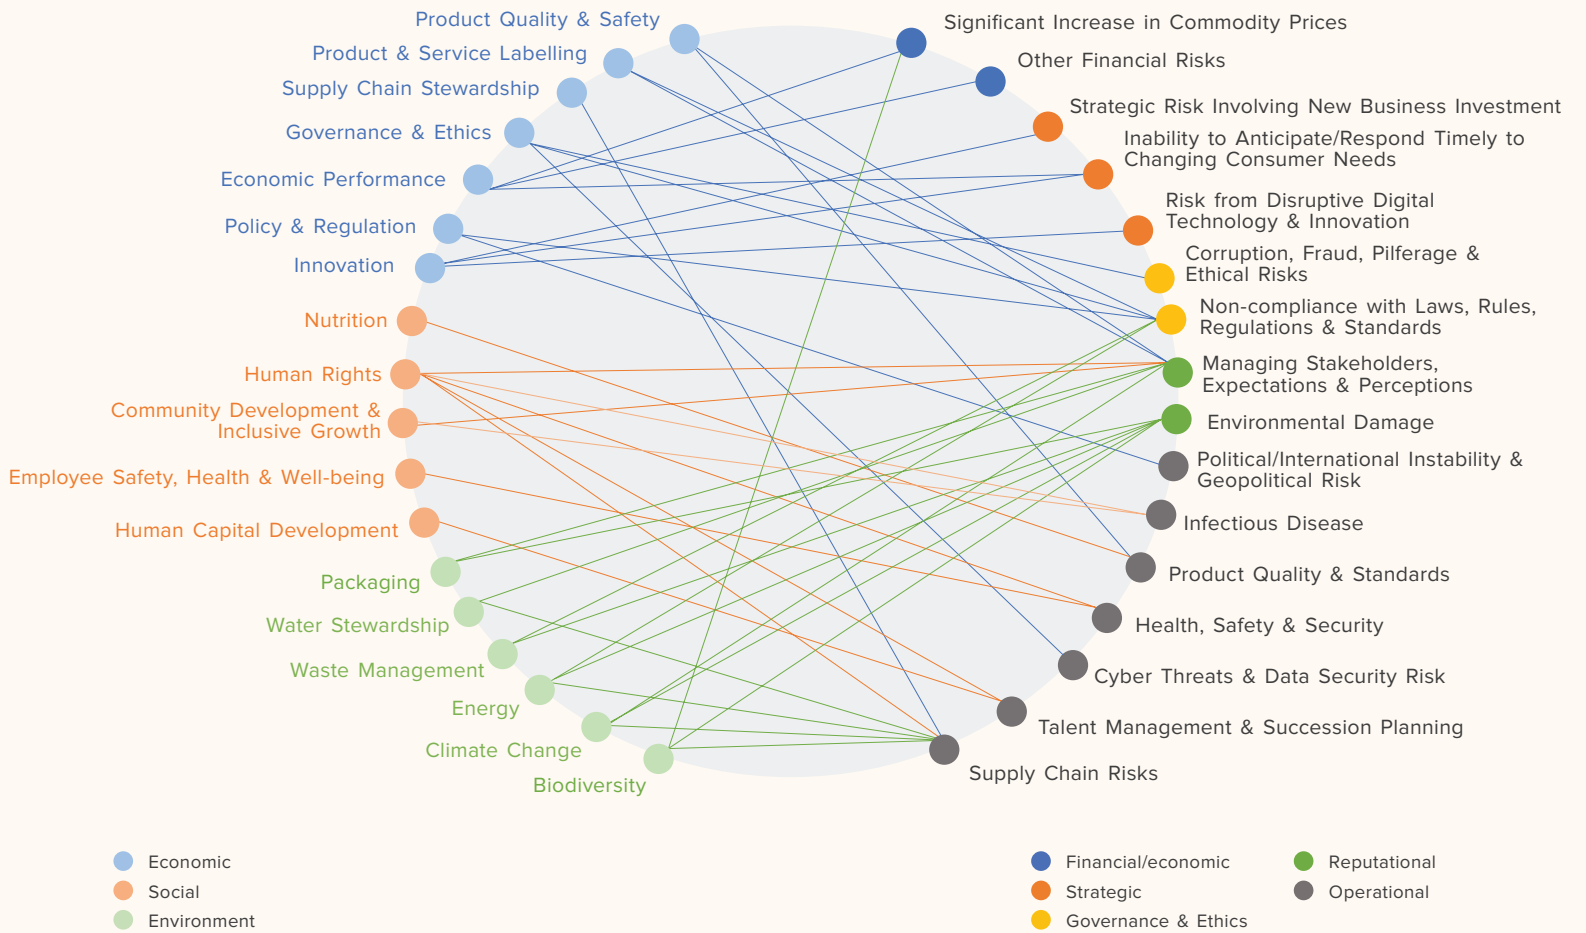 Product Quality & Safety
Product & Service Labelling
Supply Chain Stewardship
Governance & Ethics
Economic Performance
Policy & Regulation
Innovation
Nutrition
Human Rights
Community Development &
Inclusive Growth
Employee Safety, Health & Well-being
Human Capital Development
Packaging
Water Stewardship
Waste Management
Energy
Climate Change
Biodiversity
Significant Increase in Commodity Prices
Other Financial Risks
Strategic Risk Involving New Business Investment
Inability to Anticipate/Respond Timely to
Changing Consumer Needs
Risk from Disruptive Digital
Technology & Innovation
Corruption, Fraud, Pilferage &
Ethical Risks
Non-compliance with Laws, Rules,
Regulations & Standards
Managing Stakeholders,
Expectations & Perceptions
Environmental Damage
Political/International Instability &
Geopolitical Risk
Infectious Disease
Product Quality & Standards
Health, Safety & Security
Cyber Threats & Data Security Risk
Talent Management & Succession Planning
Supply Chain Risks
Economic
Social
Environment
Financial/economic
Strategic
Governance & Ethics
Reputational
Operational